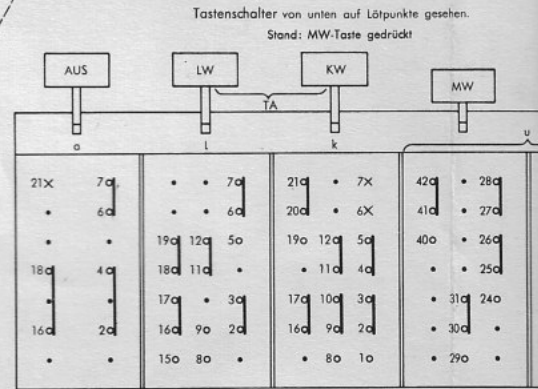 Tastenschalter von unten auf Lötpunkte gesehen.
Stand: MW-Taste gedrückt
AUS LW KW MW
TA
a l k u
21x 7 7 21 7x 42 28
6 6 20 6x 41 27
19 12 5 19 12 5 40 26
18 4 18 11 11 4 25
17 3 17 10 3 31 24
16 2 16 9 2 16 9 2 30
15 8 8 1 29